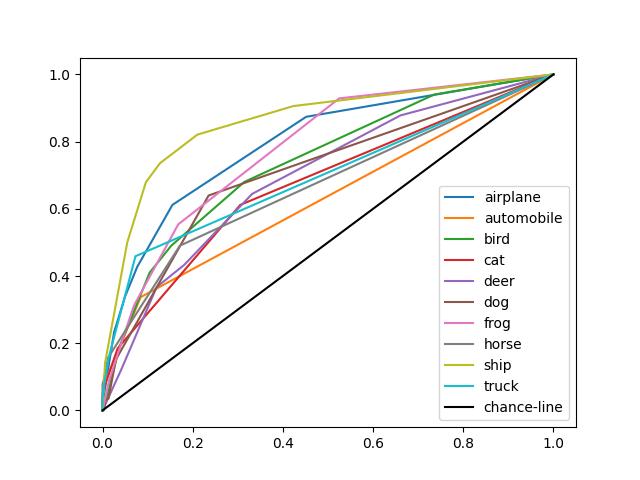 1.0
0.8
0.6
0.4
0.2
0.0
0.0 0.2 0.4 0.6 0.8 1.0
airplane
automobile
bird
cat
deer
dog
frog
horse
ship
truck
chance-line